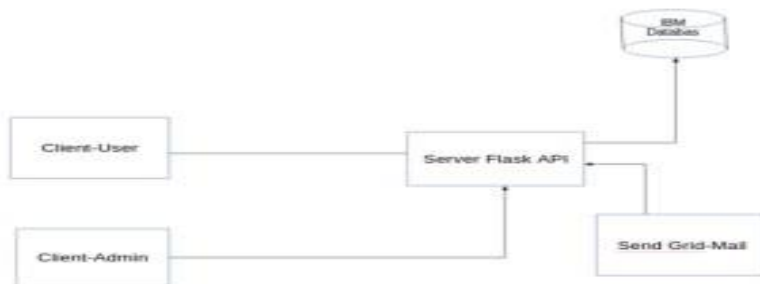 IBM
Databas
Client-User
Server Flask API
Send Grid-Mail
Client-Admin